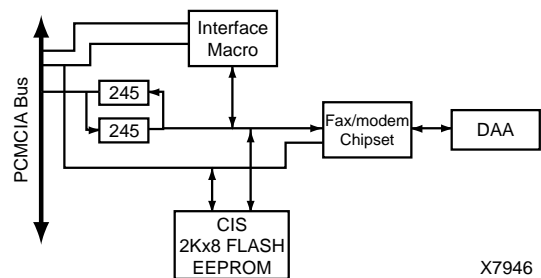 Interface
Macro
PCMCIA Bus
245
245
Fax/modem
Chipset
DAA
CIS
2Kx8 FLASH
EEPROM
X7946